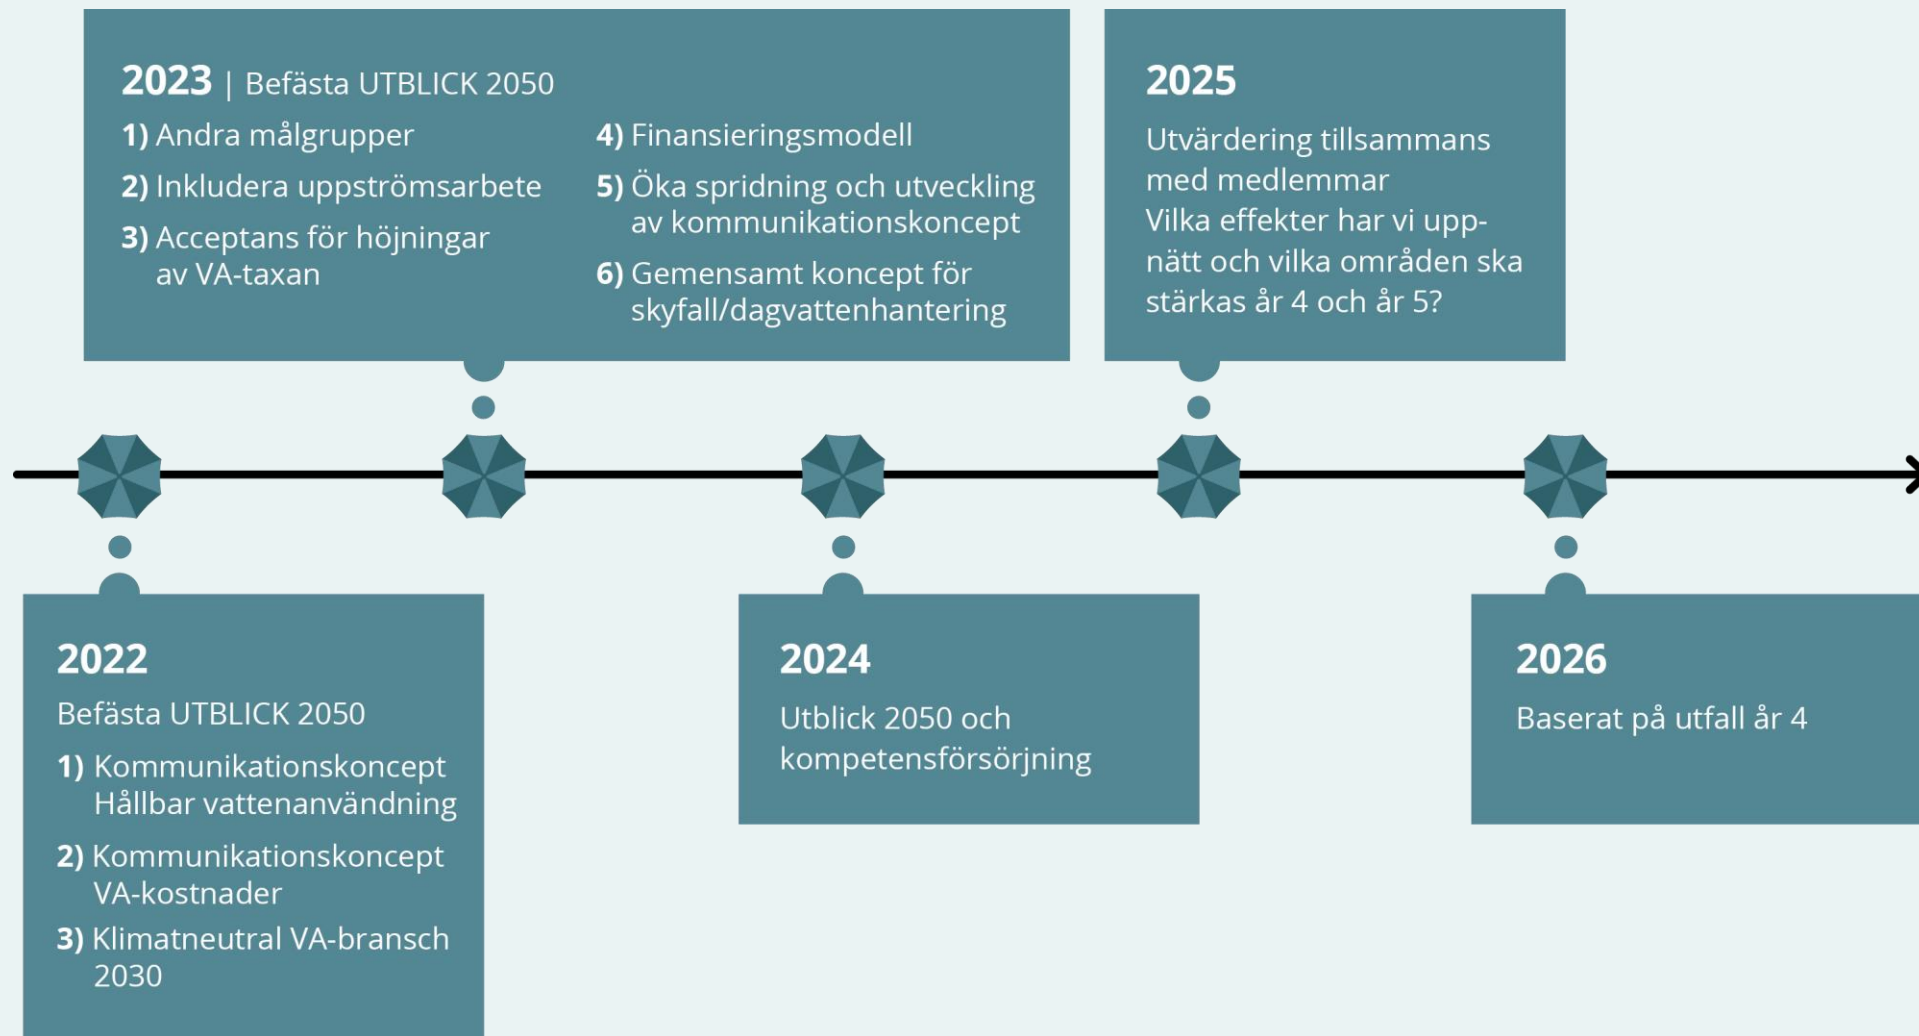 2023 | Befästa UTBLICK 2050
1) Andra målgrupper
2) Inkludera uppströmsarbete
3) Acceptans för höjningar
av VA-taxan
4) Finansieringsmodell
5) Öka spridning och utveckling
av kommunikationskoncept
6) Gemensamt koncept för
skyfall/dagvattenhantering
2025
Utvärdering tillsammans
med medlemmar
Vilka effekter har vi upp-
nått och vilka områden ska
stärkas år 4 och år 5?
2022
Befästa UTBLICK 2050
1) Kommunikationskoncept
Hållbar vattenanvändning
2) Kommunikationskoncept
VA-kostnader
3) Klimatneutral VA-bransch
2030
2024
Utblick 2050 och
kompetensförsörjning
2026
Baserat på utfall år 4